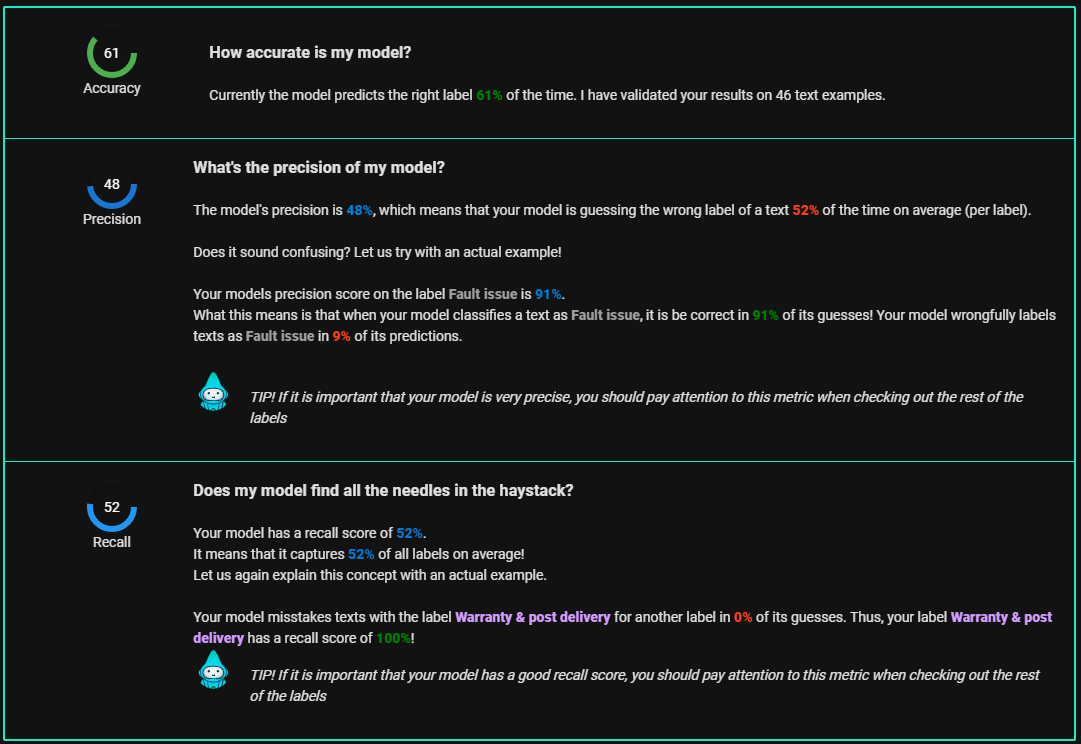 61
Accuracy
How accurate is my model?
Currently the model predicts the right label 61% of the time. I have validated your results on 46 text examples.
48
Precision
What's the precision of my model?
The model's precision is 48%, which means that your model is guessing the wrong label of a text 52% of the time on average (per label).
Does it sound confusing? Let us try with an actual example!
Your models precision score on the label Fault issue is 91%.
What this means is that when your model classifies a text as Fault issue, it is be correct in 91% of its guesses! Your model wrongfully labels
texts as Fault issue in 9% of its predictions.
TIP! If it is important that your model is very precise, you should pay attention to this metric when checking out the rest of the
labels
52
Recall
Does my model find all the needles in the haystack?
Your model has a recall score of 52%.
It means that it captures 52% of all labels on average!
Let us again explain this concept with an actual example.
Your model misstakes texts with the label Warranty & post delivery for another label in 0% of its guesses. Thus, your label Warranty & post
delivery has a recall score of 100%!
TIP! If it is important that your model has a good recall score, you should pay attention to this metric when checking out the rest
of the labels